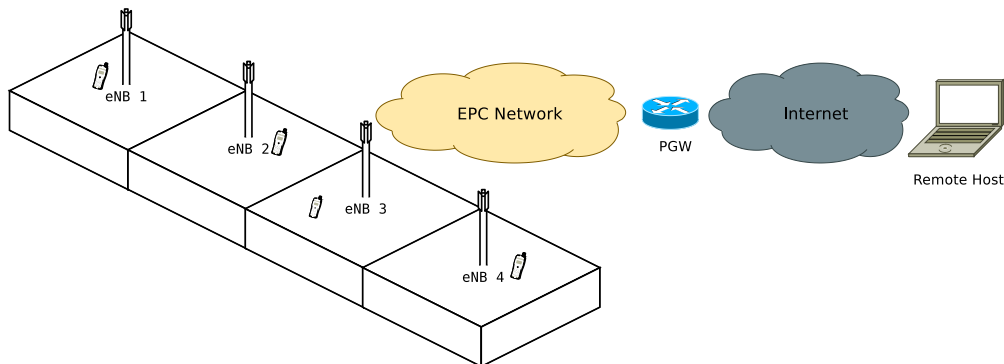 eNB 1
eNB 2
eNB 3
eNB 4
EPC Network
PGW
Internet
Remote Host